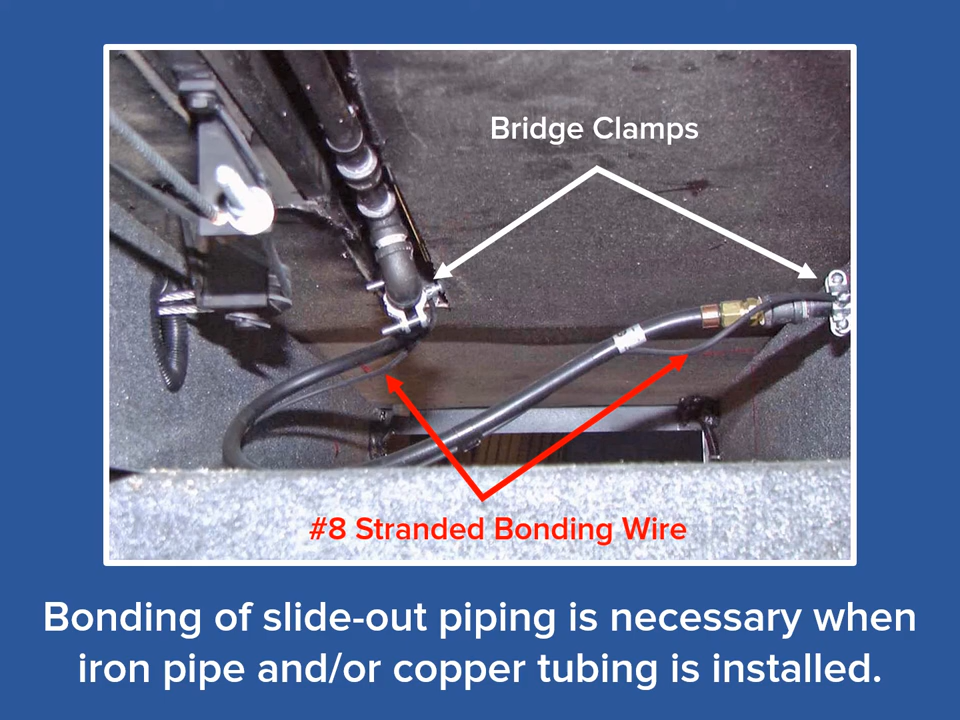 Bridge Clamps
#8 Stranded Bonding Wire
Bonding of slide-out piping is necessary when
iron pipe and/or copper tubing is installed.